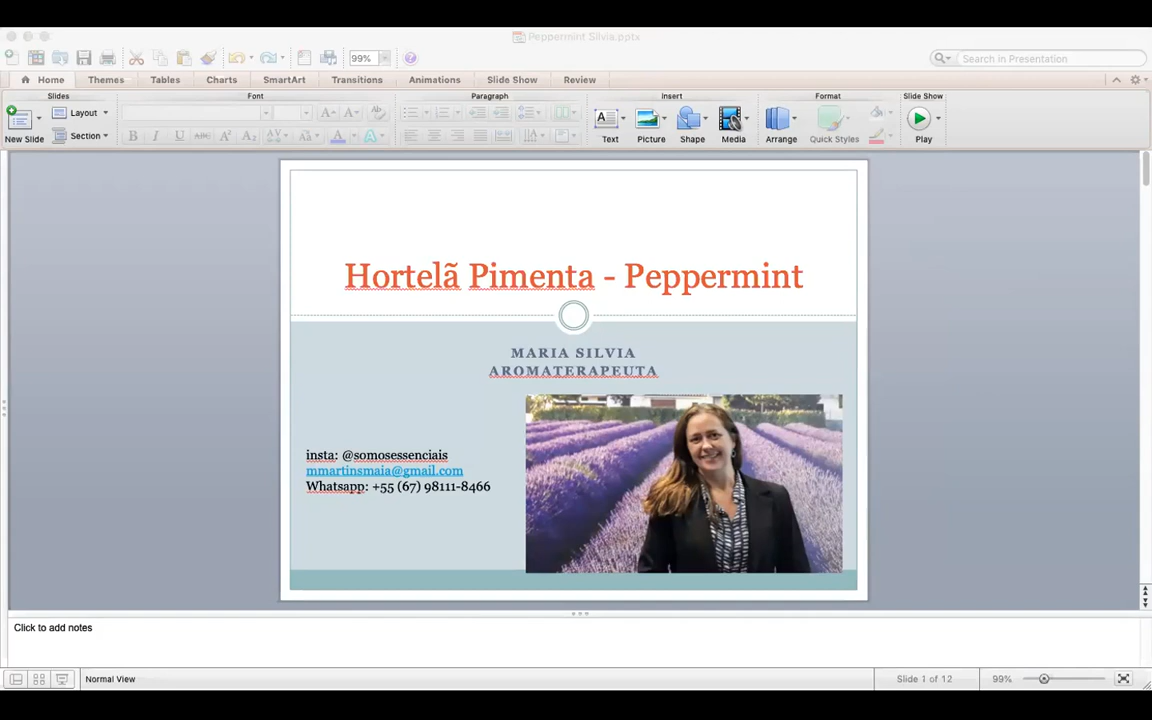 Peppermint Silvia.pptx
99%
Search in Presentation
Home Themes Tables Charts SmartArt Transitions Animations Slide Show Review
Slides Font Paragraph Insert Format Slide Show
New Slide Layout Section Text Picture Shape Media Arrange Quick Styles Play
Hortelã Pimenta - Peppermint
MARIA SILVIA
AROMATERAPEUTA
insta: @somosessenciais
mmartinsmaia@gmail.com
Whatsapp: +55 (67) 98111-8466
Click to add notes
Normal View Slide 1 of 12 99%